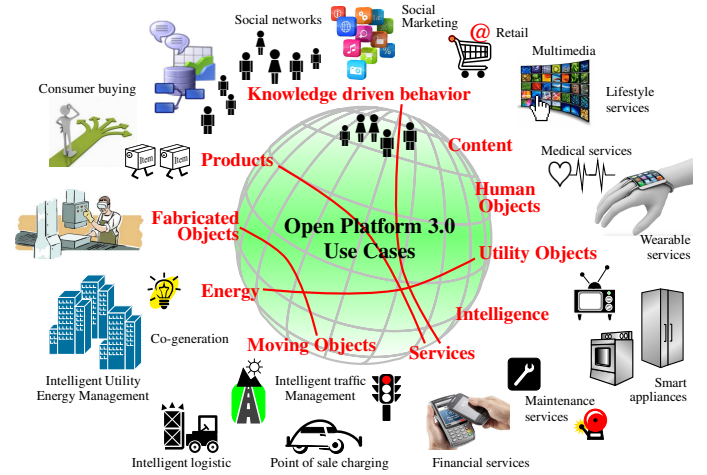 Social networks
Social
Marketing
@
Retail
Multimedia
Consumer buying
Lifestyle
services
Knowledge driven behavior
Content
Medical services
Item
Item
Products
Human
Objects
Fabricated
Objects
Open Platform 3.0
Use Cases
Wearable
services
Utility Objects
Energy
Intelligence
Co-generation
Moving Objects
Services
Intelligent Utility
Energy Management
Intelligent traffic
Management
Maintenance
services
Smart
appliances
Intelligent logistic
Point of sale charging
Financial services